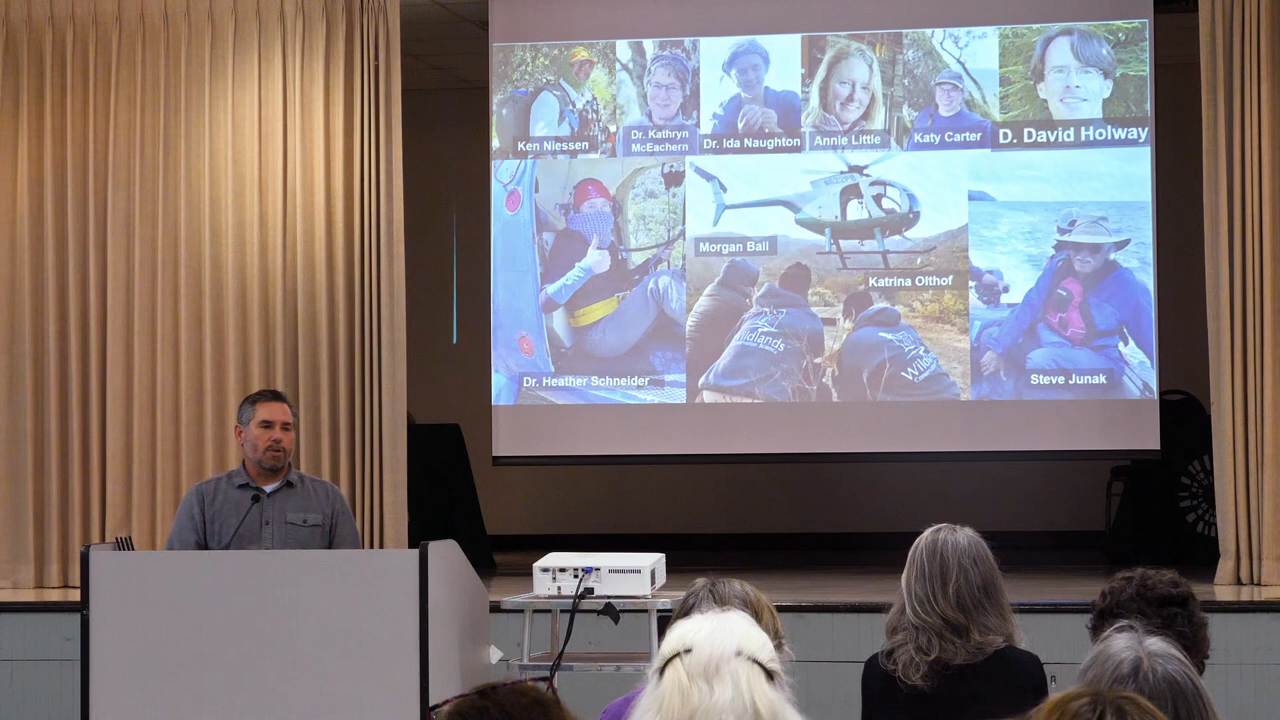 Ken Niessen
Dr. Kathryn
McEachern
Dr. Ida Naughton
Annie Little
Katy Carter
D. David Holway
Morgan Ball
Katrina Olthof
Wildlands
Dr. Heather Schneider
Steve Junak